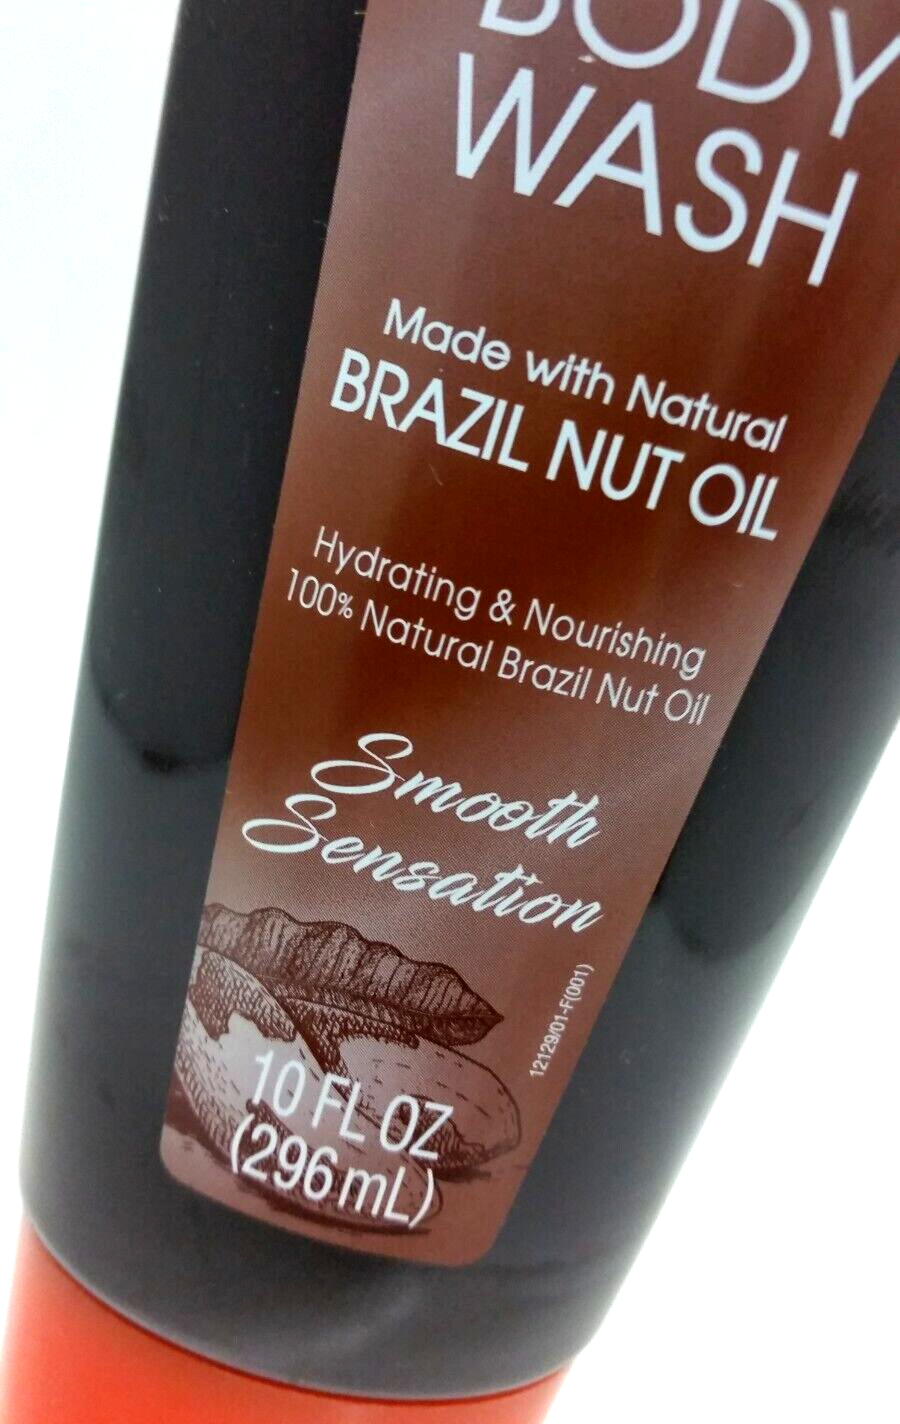 BODY
WASH
Made with Natural
BRAZIL NUT OIL
Hydrating & Nourishing
100% Natural Brazil Nut Oil
Smooth
Sensation
12129/01-F(001)
10 FL OZ
(296 mL)